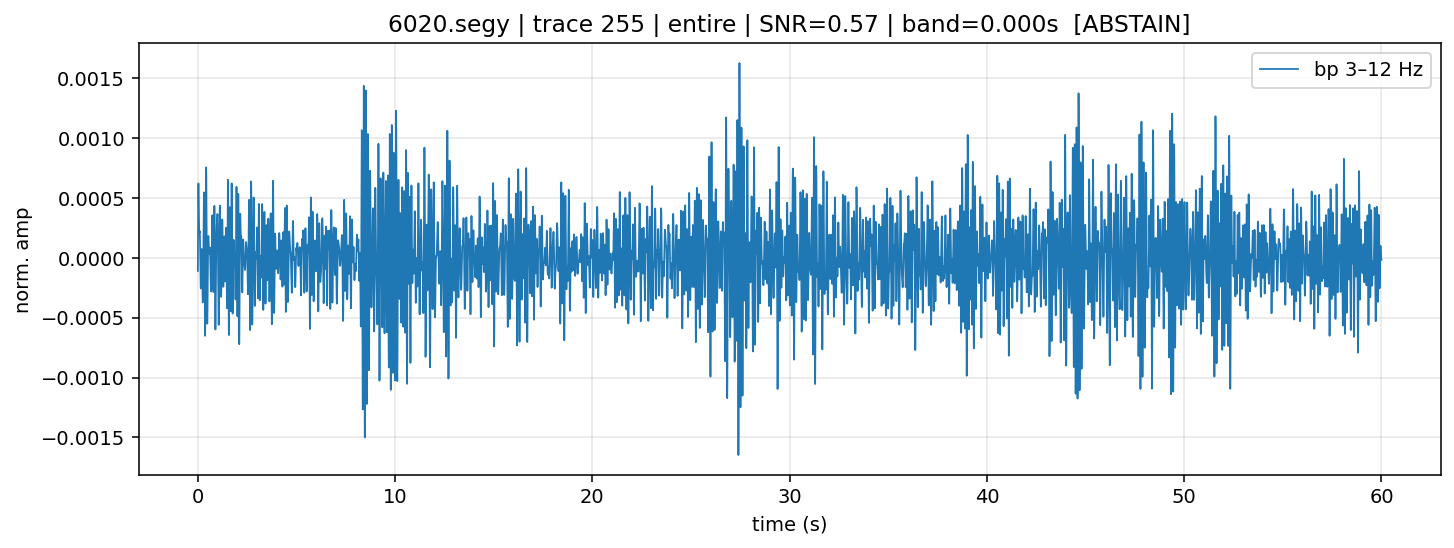 6020.segy | trace 255 | entire | SNR=0.57 | band=0.000s  [ABSTAIN]
bp 3–12 Hz
norm. amp
0.0015
0.0010
0.0005
0.0000
−0.0005
−0.0010
−0.0015
0 10 20 30 40 50 60
time (s)